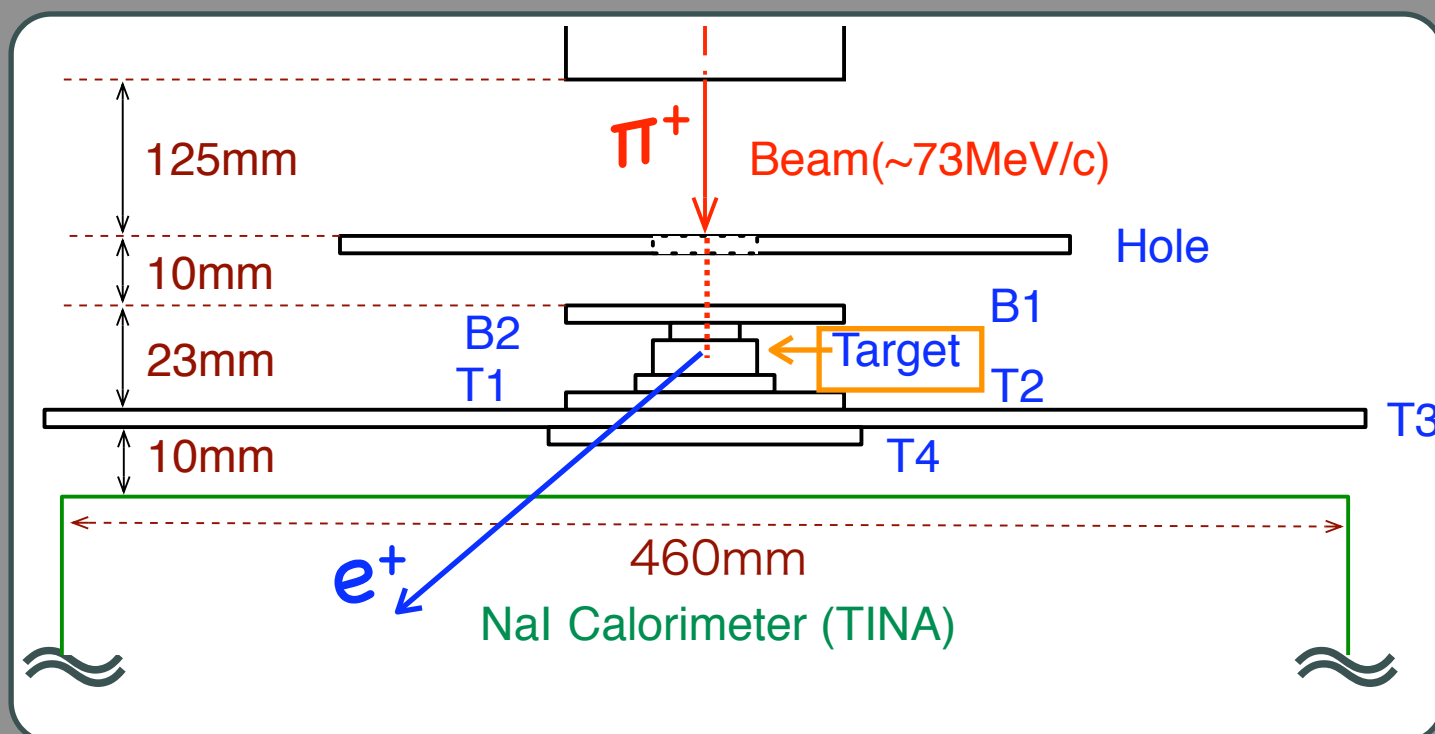 π+
125mm
Beam(~73MeV/c)
Hole
10mm
B1
B2
23mm
Target
T1
T2
T3
10mm
T4
460mm
e+
NaI Calorimeter (TINA)